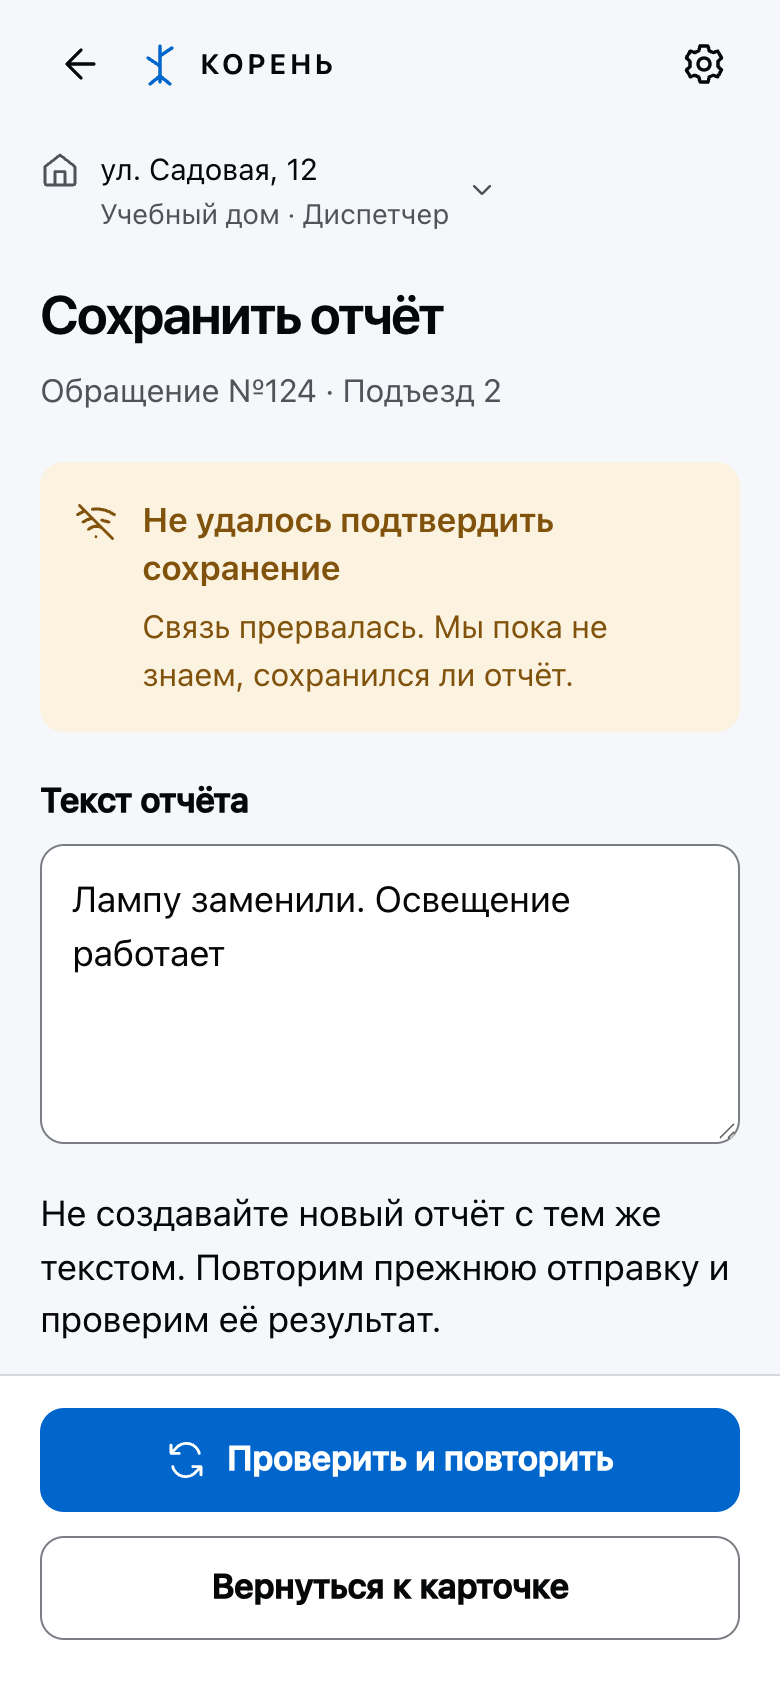 КОРЕНЬ
ул. Садовая, 12
Учебный дом · Диспетчер
Сохранить отчёт
Обращение №124 · Подъезд 2
Не удалось подтвердить
сохранение
Связь прервалась. Мы пока не
знаем, сохранился ли отчёт.
Текст отчёта
Лампу заменили. Освещение
работает
Не создавайте новый отчёт с тем же
текстом. Повторим прежнюю отправку и
проверим её результат.
Проверить и повторить
Вернуться к карточке